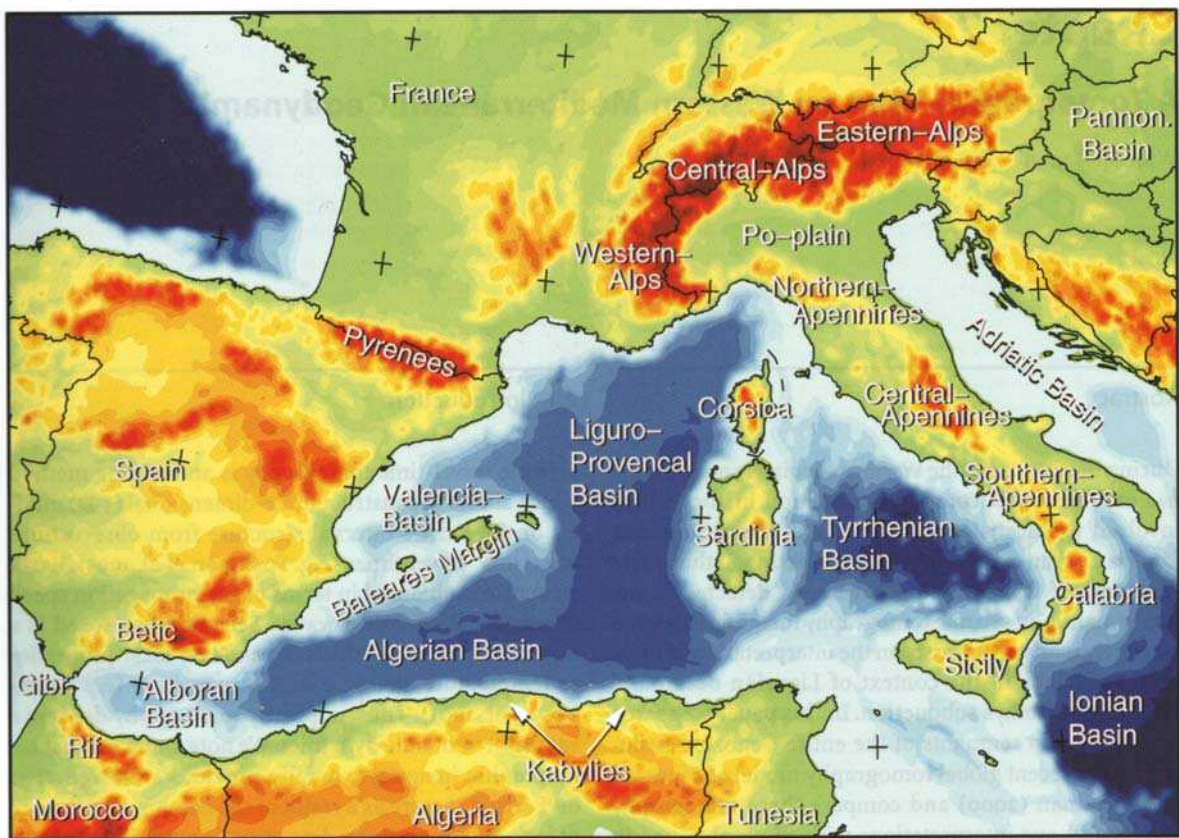 France
Eastern–Alps
Pannon.
Basin
Central–Alps
Po–plain
Western–
Alps
Northern–
Apennines
Pyrenees
Adriatic Basin
Corsica
Central–
Apennines
Liguro–
Provencal
Basin
Spain
Valencia–
Basin
Southern–
Apennines
Sardinia
Tyrrhenian
Basin
Baleares Margin
Calabria
Betic
Algerian Basin
Sicily
Gibr
Alboran
Basin
Ionian
Basin
Rif
Kabylies
Morocco
Algeria
Tunesia